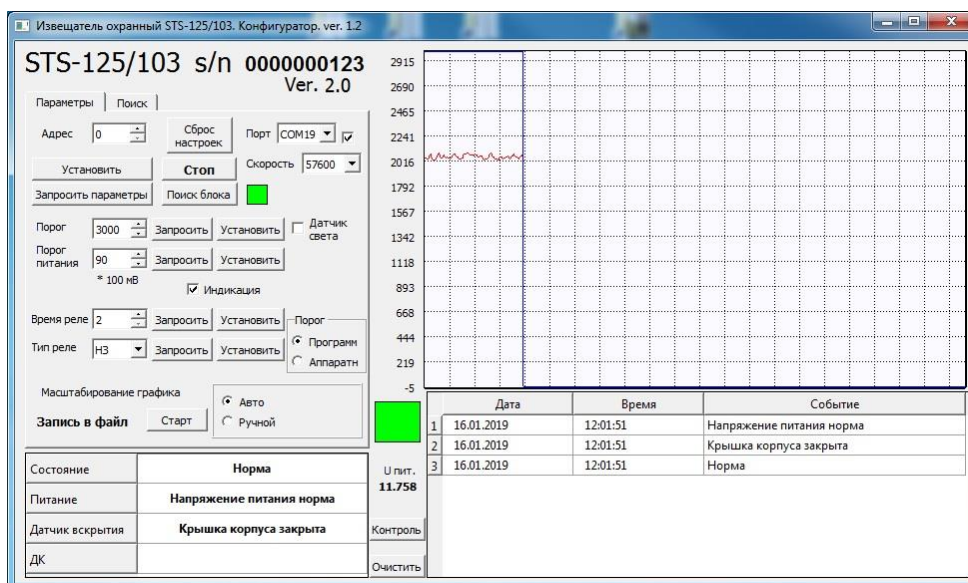 Извещатель охранный STS-125/103. Конфигуратор. ver. 1.2
STS-125/103 s/n 0000000123
Ver. 2.0
Параметры
Поиск
Адрес 0
Сброс настроек
Порт COM19
Установить
Стоп
Скорость 57600
Запросить параметры
Поиск блока
Порог 3000 Запросить Установить Датчик света
Порог питания 90 Запросить Установить
* 100 мВ
Индикация
Время реле 2 Запросить Установить
Тип реле НЗ Запросить Установить
Порог
Программ
Аппаратн
Масштабирование графика
Авто
Ручной
Запись в файл Старт
Состояние Норма
Питание Напряжение питания норма
Датчик вскрытия Крышка корпуса закрыта
ДК
U пит.
11.758
Контроль
Очистить
2915
2690
2465
2241
2016
1792
1567
1342
1118
893
668
444
219
-5
Дата Время Событие
1 16.01.2019 12:01:51 Напряжение питания норма
2 16.01.2019 12:01:51 Крышка корпуса закрыта
3 16.01.2019 12:01:51 Норма